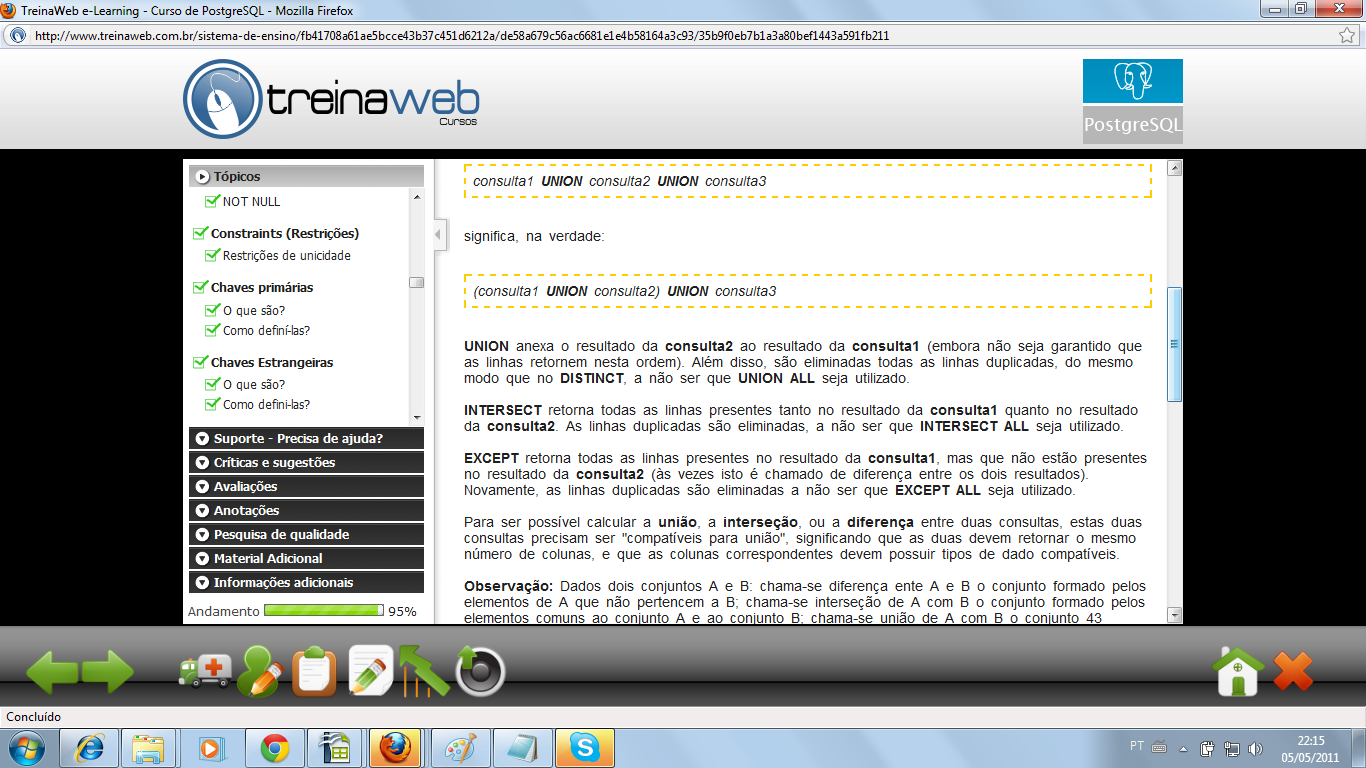 TreinaWeb e-Learning - Curso de PostgreSQL - Mozilla Firefox
http://www.treinaweb.com.br/sistema-de-ensino/fb41708a61ae5bcce43b37c451d6212a/de58a679c56ac6681e1e4b58164a3c93/35b9f0eb7b1a3a80bef1443a591fb211
treinaweb
Cursos
PostgreSQL
Tópicos
NOT NULL
Constraints (Restrições)
Restrições de unicidade
Chaves primárias
O que são?
Como definí-las?
Chaves Estrangeiras
O que são?
Como defini-las?
Suporte - Precisa de ajuda?
Críticas e sugestões
Avaliações
Anotações
Pesquisa de qualidade
Material Adicional
Informações adicionais
Andamento 95%
consulta1 UNION consulta2 UNION consulta3
significa, na verdade:
(consulta1 UNION consulta2) UNION consulta3
UNION anexa o resultado da consulta2 ao resultado da consulta1 (embora não seja garantido que
as linhas retornem nesta ordem). Além disso, são eliminadas todas as linhas duplicadas, do mesmo
modo que no DISTINCT, a não ser que UNION ALL seja utilizado.
INTERSECT retorna todas as linhas presentes tanto no resultado da consulta1 quanto no resultado
da consulta2. As linhas duplicadas são eliminadas, a não ser que INTERSECT ALL seja utilizado.
EXCEPT retorna todas as linhas presentes no resultado da consulta1, mas que não estão presentes
no resultado da consulta2 (às vezes isto é chamado de diferença entre os dois resultados).
Novamente, as linhas duplicadas são eliminadas a não ser que EXCEPT ALL seja utilizado.
Para ser possível calcular a união, a interseção, ou a diferença entre duas consultas, estas duas
consultas precisam ser "compatíveis para união", significando que as duas devem retornar o mesmo
número de colunas, e que as colunas correspondentes devem possuir tipos de dado compatíveis.
Observação: Dados dois conjuntos A e B: chama-se diferença ente A e B o conjunto formado pelos
elementos de A que não pertencem a B; chama-se interseção de A com B o conjunto formado pelos
elementos comuns ao conjunto A e ao conjunto B; chama-se união de A com B o conjunto 43
Concluído
PT
22:15
05/05/2011